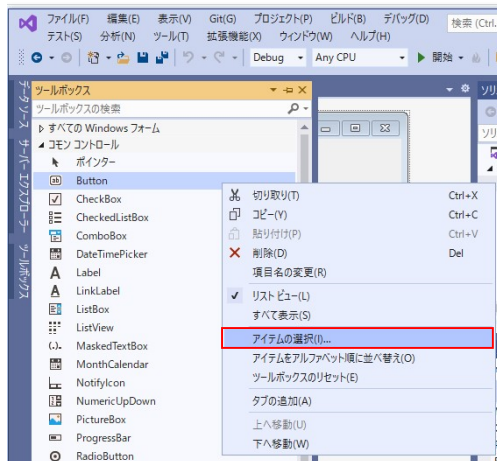 ファイル(F) 編集(E) 表示(V) Git(G) プロジェクト(P) ビルド(B) デバッグ(D) 検索 (Ctrl.
テスト(S) 分析(N) ツール(T) 拡張機能(X) ウィンドウ(W) ヘルプ(H)
Debug Any CPU 開始
データ ソース
サーバー エクスプローラー
ツールボックス
ツールボックス
ツールボックスの検索
すべての Windows フォーム
コモン コントロール
ポインター
Button
CheckBox
CheckedListBox
ComboBox
DateTimePicker
Label
LinkLabel
ListBox
ListView
MaskedTextBox
MonthCalendar
NotifyIcon
NumericUpDown
PictureBox
ProgressBar
RadioButton
切り取り(T) Ctrl+X
コピー(Y) Ctrl+C
貼り付け(P) Ctrl+V
削除(D) Del
項目名の変更(R)
リスト ビュー(L)
すべて表示(S)
アイテムの選択(I)...
アイテムをアルファベット順に並べ替え(O)
ツールボックスのリセット(E)
タブの追加(A)
上へ移動(U)
下へ移動(W)